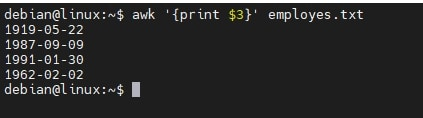 debian@linux:~$ awk '{print $3}' employes.txt
1919-05-22
1987-09-09
1991-01-30
1962-02-02
debian@linux:~$